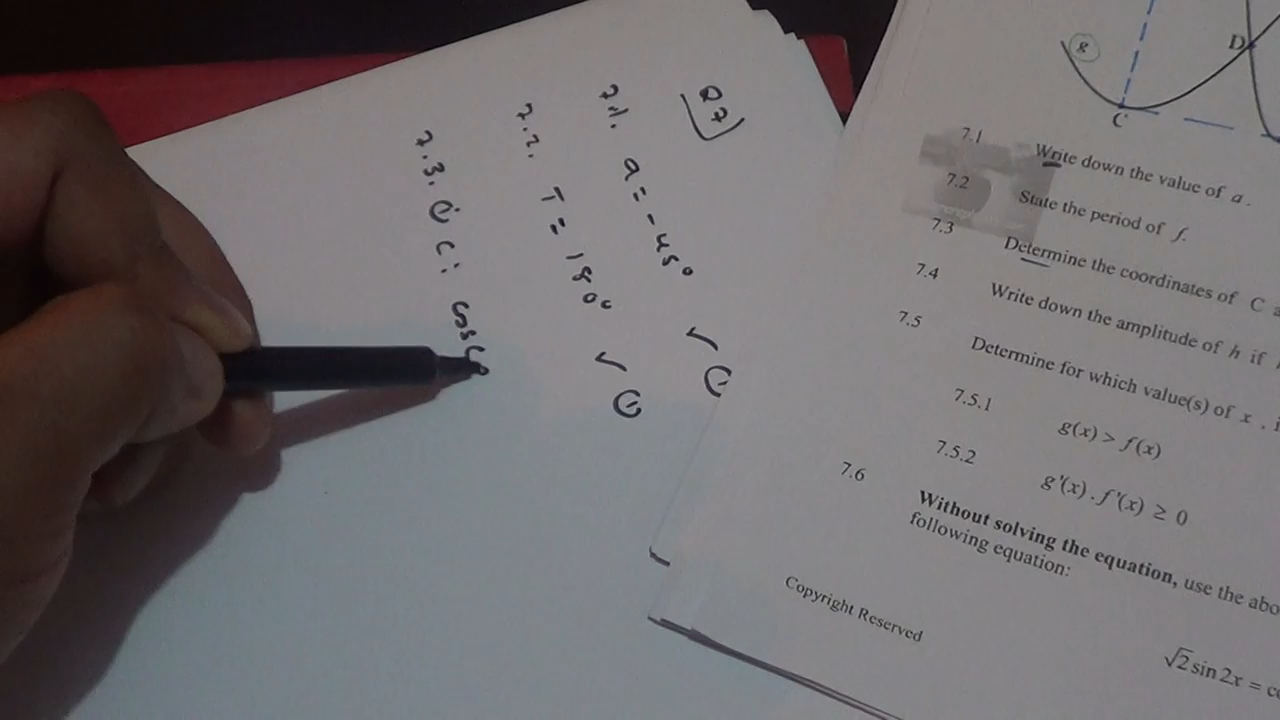 Q7
7.1. a = -45° ✓ ①
7.2. T = 180° ✓ ①
7.3. ① C: cos(
g
D
C
7.1 Write down the value of a.
7.2 State the period of f.
7.3 Determine the coordinates of C
7.4 Write down the amplitude of h if
7.5 Determine for which value(s) of x,
7.5.1 g(x) > f(x)
7.5.2 g'(x) . f'(x) ≥ 0
7.6 Without solving the equation, use the
following equation:
√2 sin 2x =
Copyright Reserved